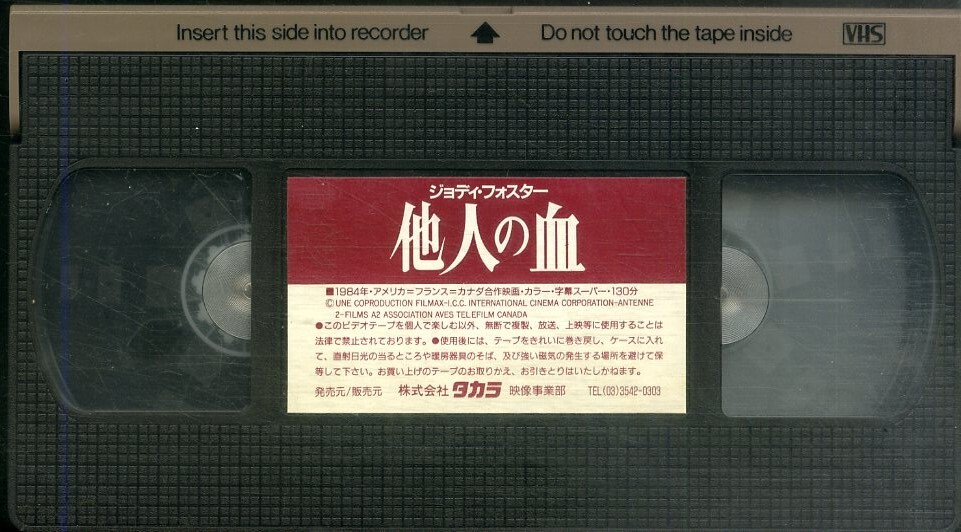 Insert this side into recorder Do not touch the tape inside VHS
ジョディ・フォスター
他人の血
■1984年・アメリカ=フランス=カナダ合作映画・カラー・字幕スーパー・130分
©UNE COPRODUCTION FILMAX-I.C.C. INTERNATIONAL CINEMA CORPORATION-ANTENNE
2-FILMS A2 ASSOCIATION AVES TELEFILM CANADA
●このビデオテープを個人で楽しむ以外、無断で複製、放送、上映等に使用することは
法律で禁止されております。●使用後には、テープをきれいに巻き戻し、ケースに入れ
て、直射日光の当るところや暖房器具のそば、及び強い磁気の発生する場所を避けて保
管して下さい。お買い上げのテープのお取りかえ、お引きとりはいたしかねます。
発売元/販売元 株式会社 タカラ 映像事業部 TEL(03)3542-0303